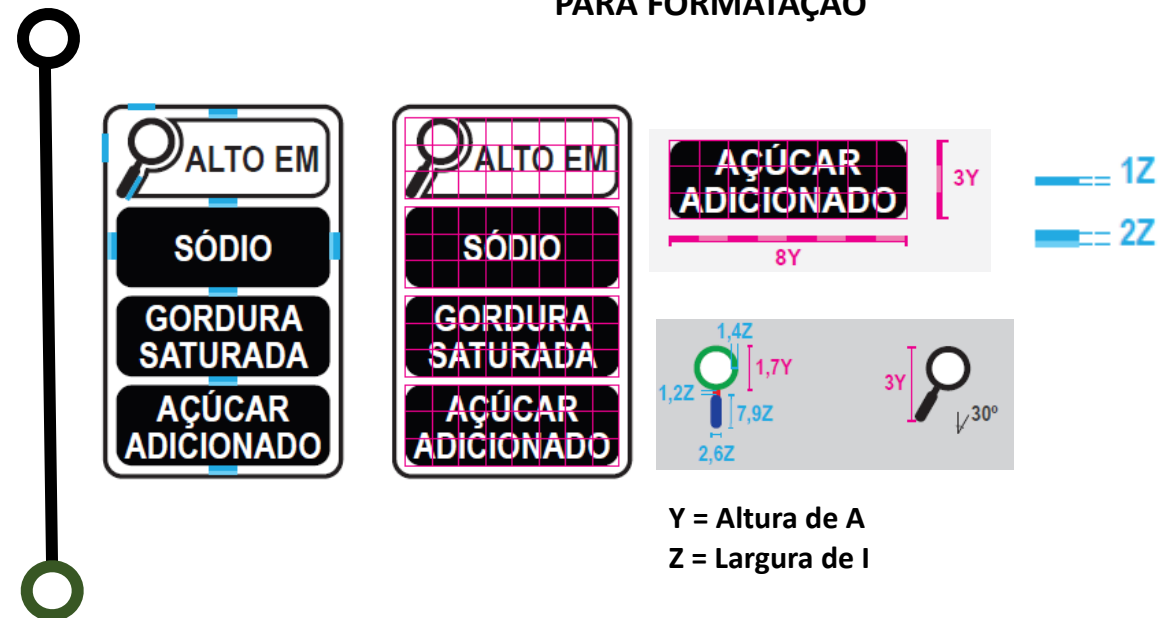 PARA FORMATAÇÃO
ALTO EM
SÓDIO
GORDURA
SATURADA
AÇÚCAR
ADICIONADO
ALTO EM
SÓDIO
GORDURA
SATURADA
AÇÚCAR
ADICIONADO
AÇÚCAR
ADICIONADO
3Y
8Y
1Z
2Z
1,4Z
1,7Y
1,2Z
7,9Z
2,6Z
3Y
30º
Y = Altura de A
Z = Largura de I